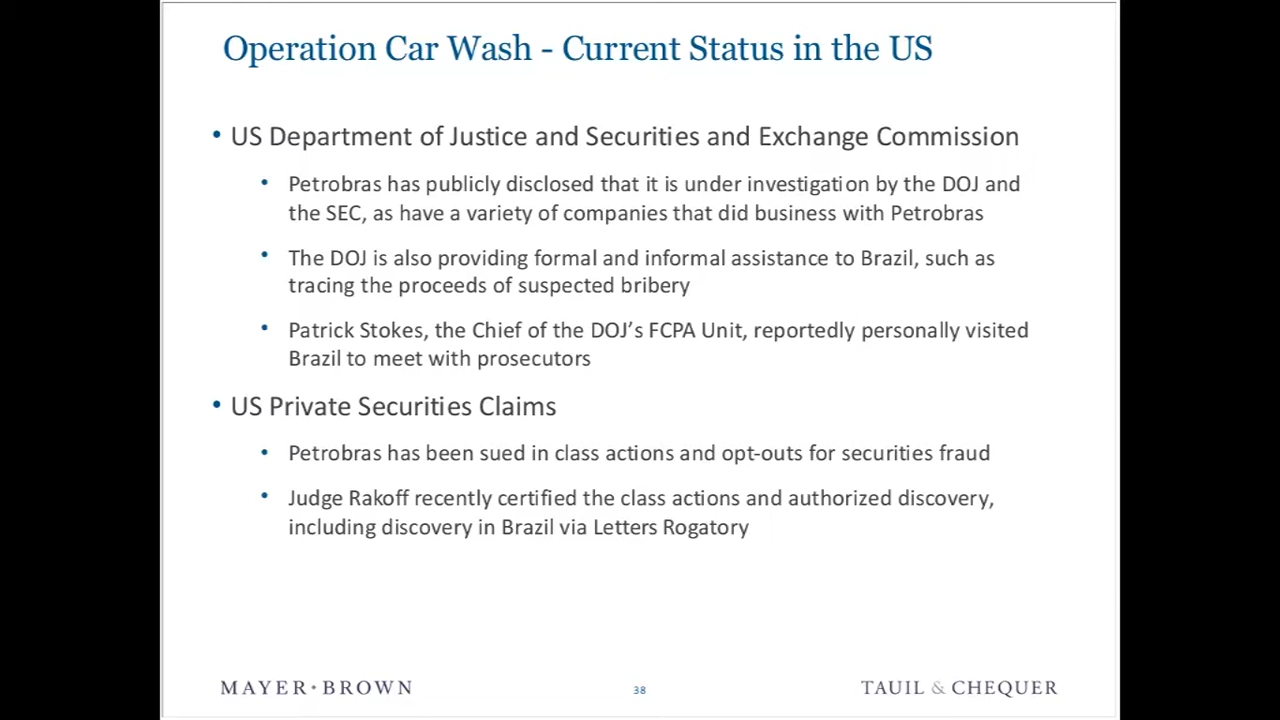 Operation Car Wash - Current Status in the US
• US Department of Justice and Securities and Exchange Commission
• Petrobras has publicly disclosed that it is under investigation by the DOJ and
the SEC, as have a variety of companies that did business with Petrobras
• The DOJ is also providing formal and informal assistance to Brazil, such as
tracing the proceeds of suspected bribery
• Patrick Stokes, the Chief of the DOJ’s FCPA Unit, reportedly personally visited
Brazil to meet with prosecutors
• US Private Securities Claims
• Petrobras has been sued in class actions and opt-outs for securities fraud
• Judge Rakoff recently certified the class actions and authorized discovery,
including discovery in Brazil via Letters Rogatory
MAYER • BROWN
38
TAUIL & CHEQUER